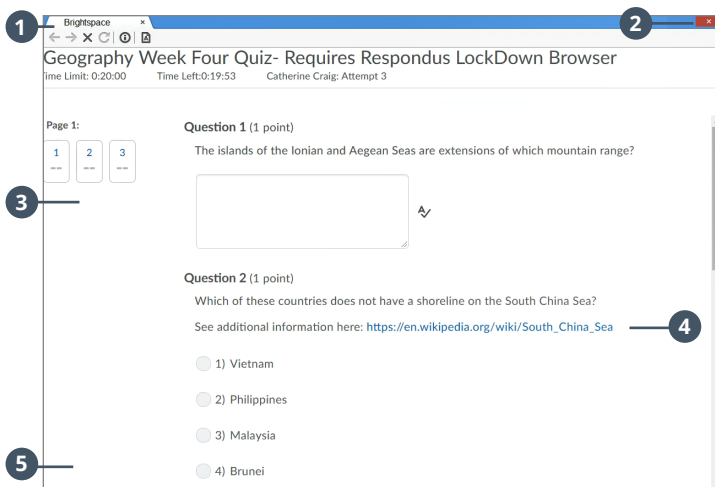 1
Brightspace ×
2
×
Geography Week Four Quiz- Requires Respondus LockDown Browser
ime Limit: 0:20:00 Time Left:0:19:53 Catherine Craig: Attempt 3
Page 1:
1 2 3
-- -- --
3
Question 1 (1 point)
The islands of the Ionian and Aegean Seas are extensions of which mountain range?
Question 2 (1 point)
Which of these countries does not have a shoreline on the South China Sea?
See additional information here: https://en.wikipedia.org/wiki/South_China_Sea
4
1) Vietnam
2) Philippines
3) Malaysia
4) Brunei
5